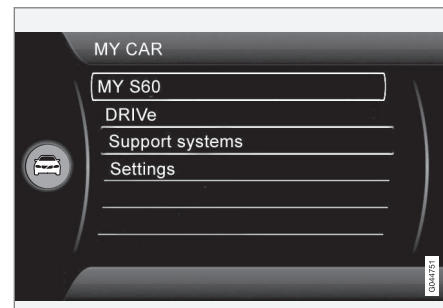 MY CAR
MY S60
DRIVe
Support systems
Settings
G044751